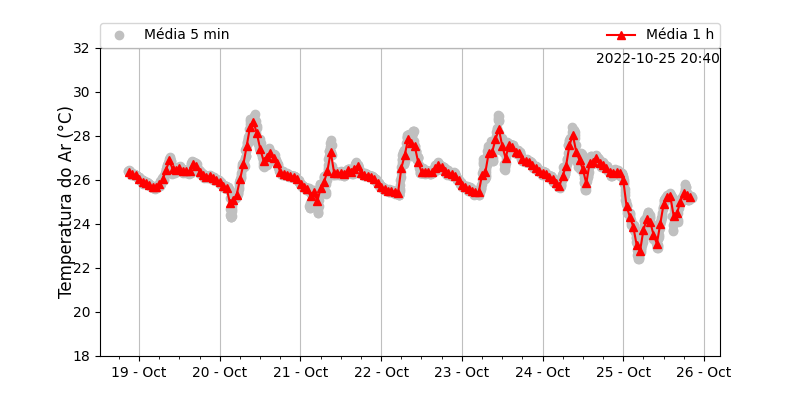 Média 5 min
Média 1 h
2022-10-25 20:40
Temperatura do Ar (°C)
32
30
28
26
24
22
20
18
19 - Oct
20 - Oct
21 - Oct
22 - Oct
23 - Oct
24 - Oct
25 - Oct
26 - Oct